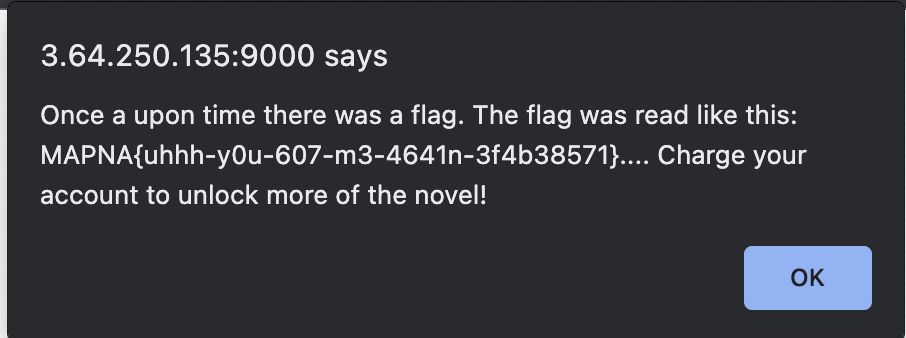 3.64.250.135:9000 says
Once a upon time there was a flag. The flag was read like this:
MAPNA{uhhh-y0u-607-m3-4641n-3f4b38571}.... Charge your
account to unlock more of the novel!
OK